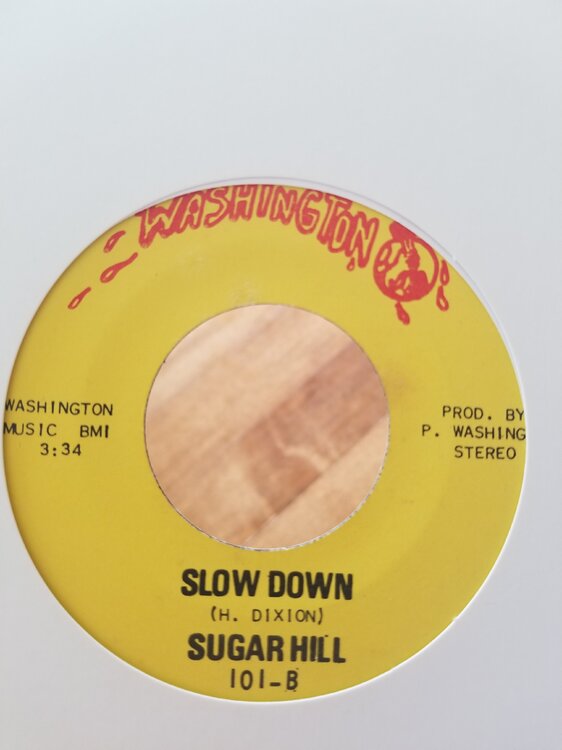 WASHINGTON
WASHINGTON
MUSIC BMI
3:34
PROD. BY
P. WASHING
STEREO
SLOW DOWN
(H. DIXION)
SUGAR HILL
101-B